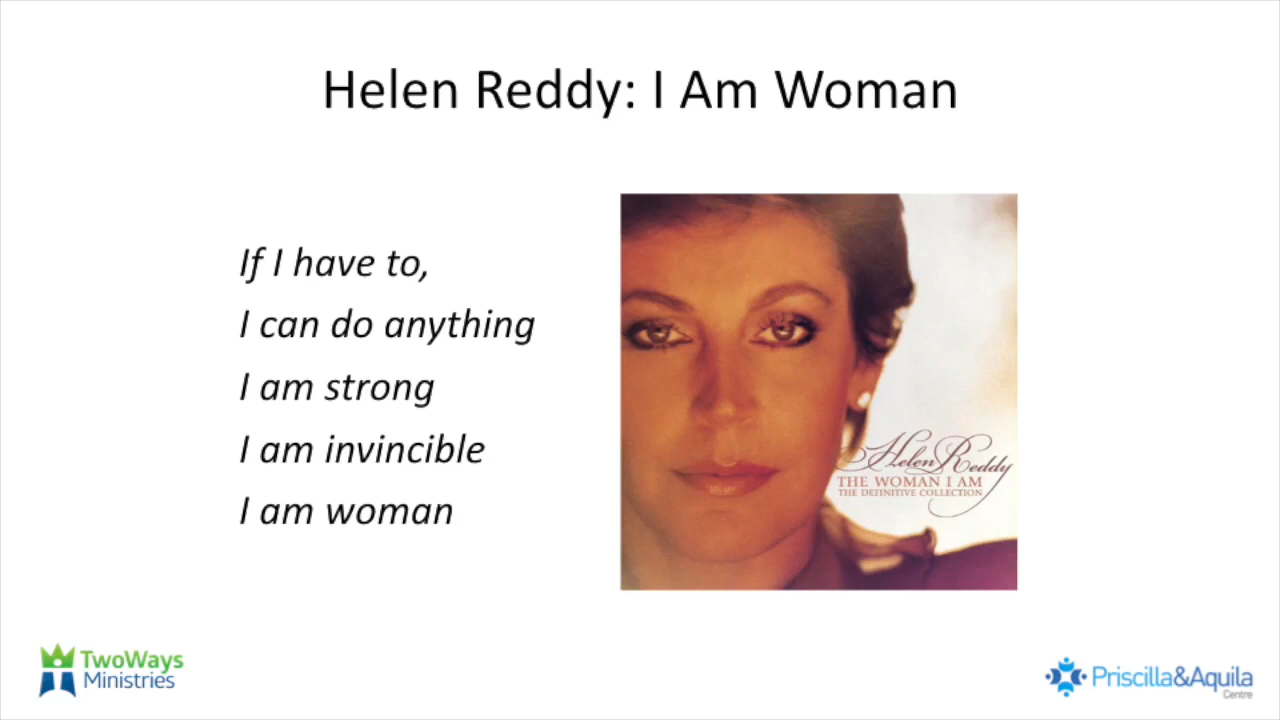 Helen Reddy: I Am Woman
If I have to,
I can do anything
I am strong
I am invincible
I am woman
Helen Reddy
THE WOMAN I AM
THE DEFINITIVE COLLECTION
TwoWays
Ministries
Priscilla&Aquila
Centre